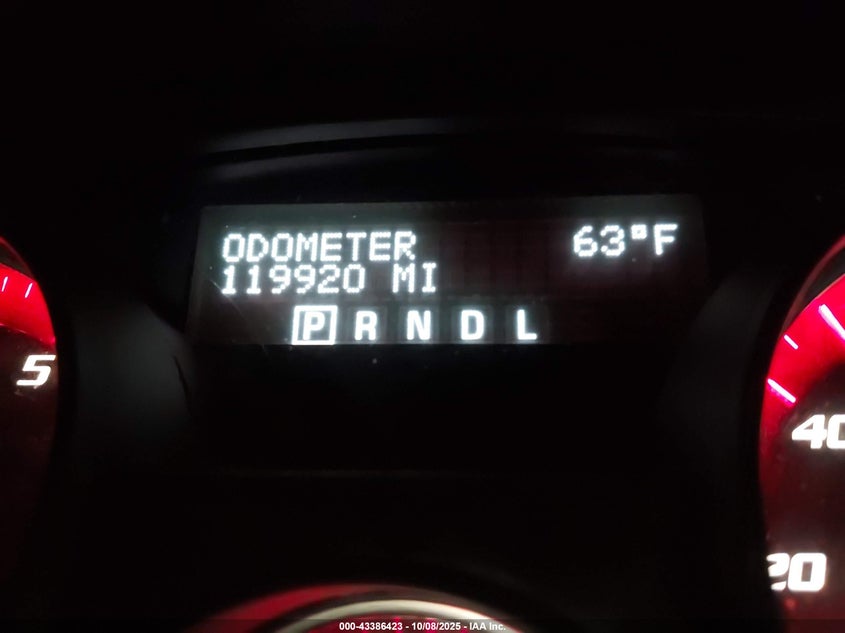 ODOMETER 63°F
119920 MI
P R N D L
5
40
20
000-43386423 - 10/08/2025 - IAA Inc.